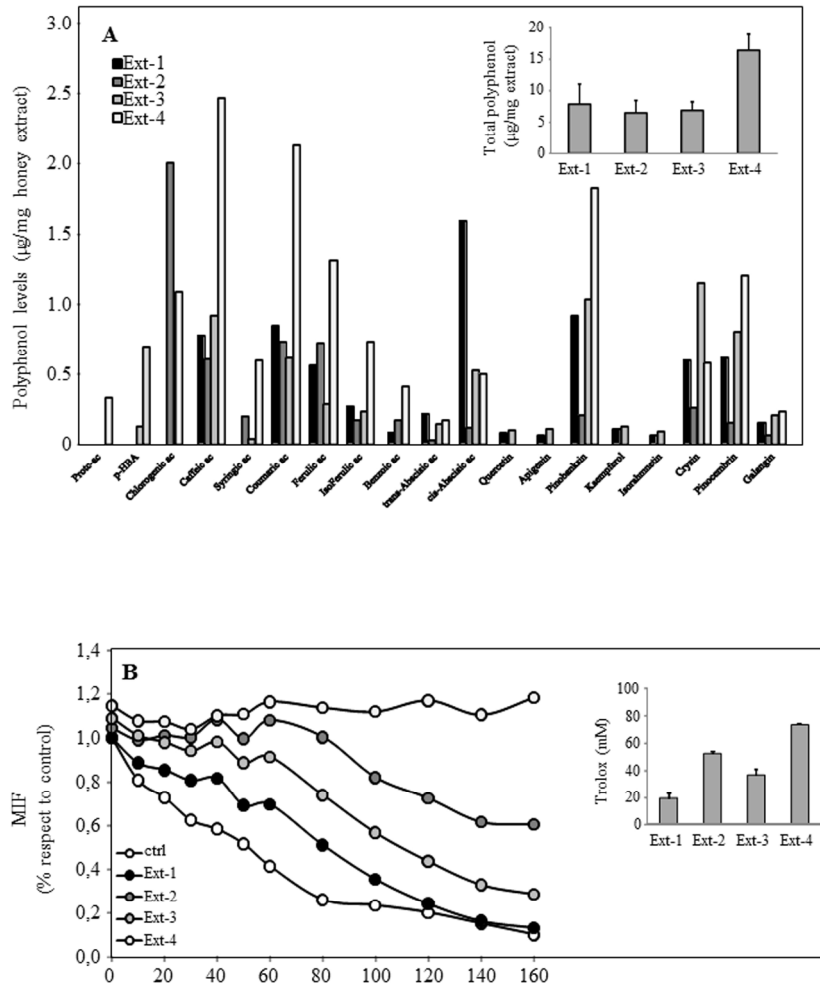 A
Ext-1
Ext-2
Ext-3
Ext-4
Polyphenol levels (µg/mg honey extract)
3.0
2.5
2.0
1.5
1.0
0.5
0
Total polyphenol
(µg/mg extract)
20
15
10
5
0
Ext-1 Ext-2 Ext-3 Ext-4
Proto-ac
p-HBA
Chlorogenic ac
Caffeic ac
Syringic ac
Coumaric ac
Ferulic ac
IsoFerulic ac
Benzoic ac
trans-Abscisic ac
cis-Abscisic ac
Quercetin
Apigenin
Pinobankin
Kaempferol
Isorahmnetin
Crysin
Pinocembrin
Galangin
B
MIF
(% respect to control)
1,4
1,2
1,0
0,8
0,6
0,4
0,2
0,0
ctrl
Ext-1
Ext-2
Ext-3
Ext-4
0 20 40 60 80 100 120 140 160
Trolox (mM)
100
80
60
40
20
0
Ext-1 Ext-2 Ext-3 Ext-4